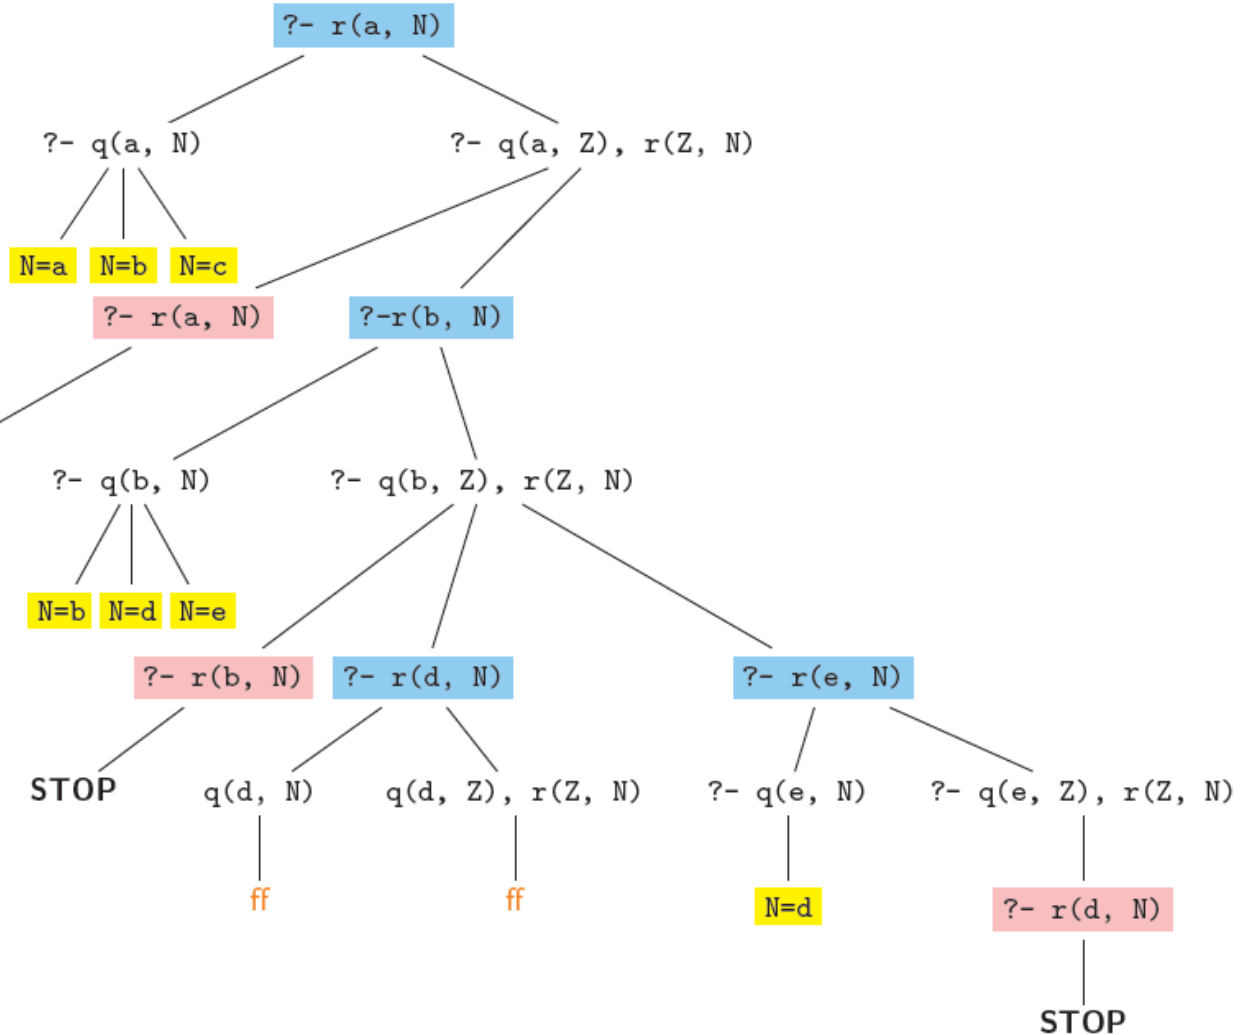 ?- r(a, N)
?- q(a, N) ?- q(a, Z), r(Z, N)
N=a N=b N=c
?- r(a, N) ?-r(b, N)
?- q(b, N) ?- q(b, Z), r(Z, N)
N=b N=d N=e
?- r(b, N) ?- r(d, N) ?- r(e, N)
STOP q(d, N) q(d, Z), r(Z, N) ?- q(e, N) ?- q(e, Z), r(Z, N)
ff ff N=d ?- r(d, N)
STOP